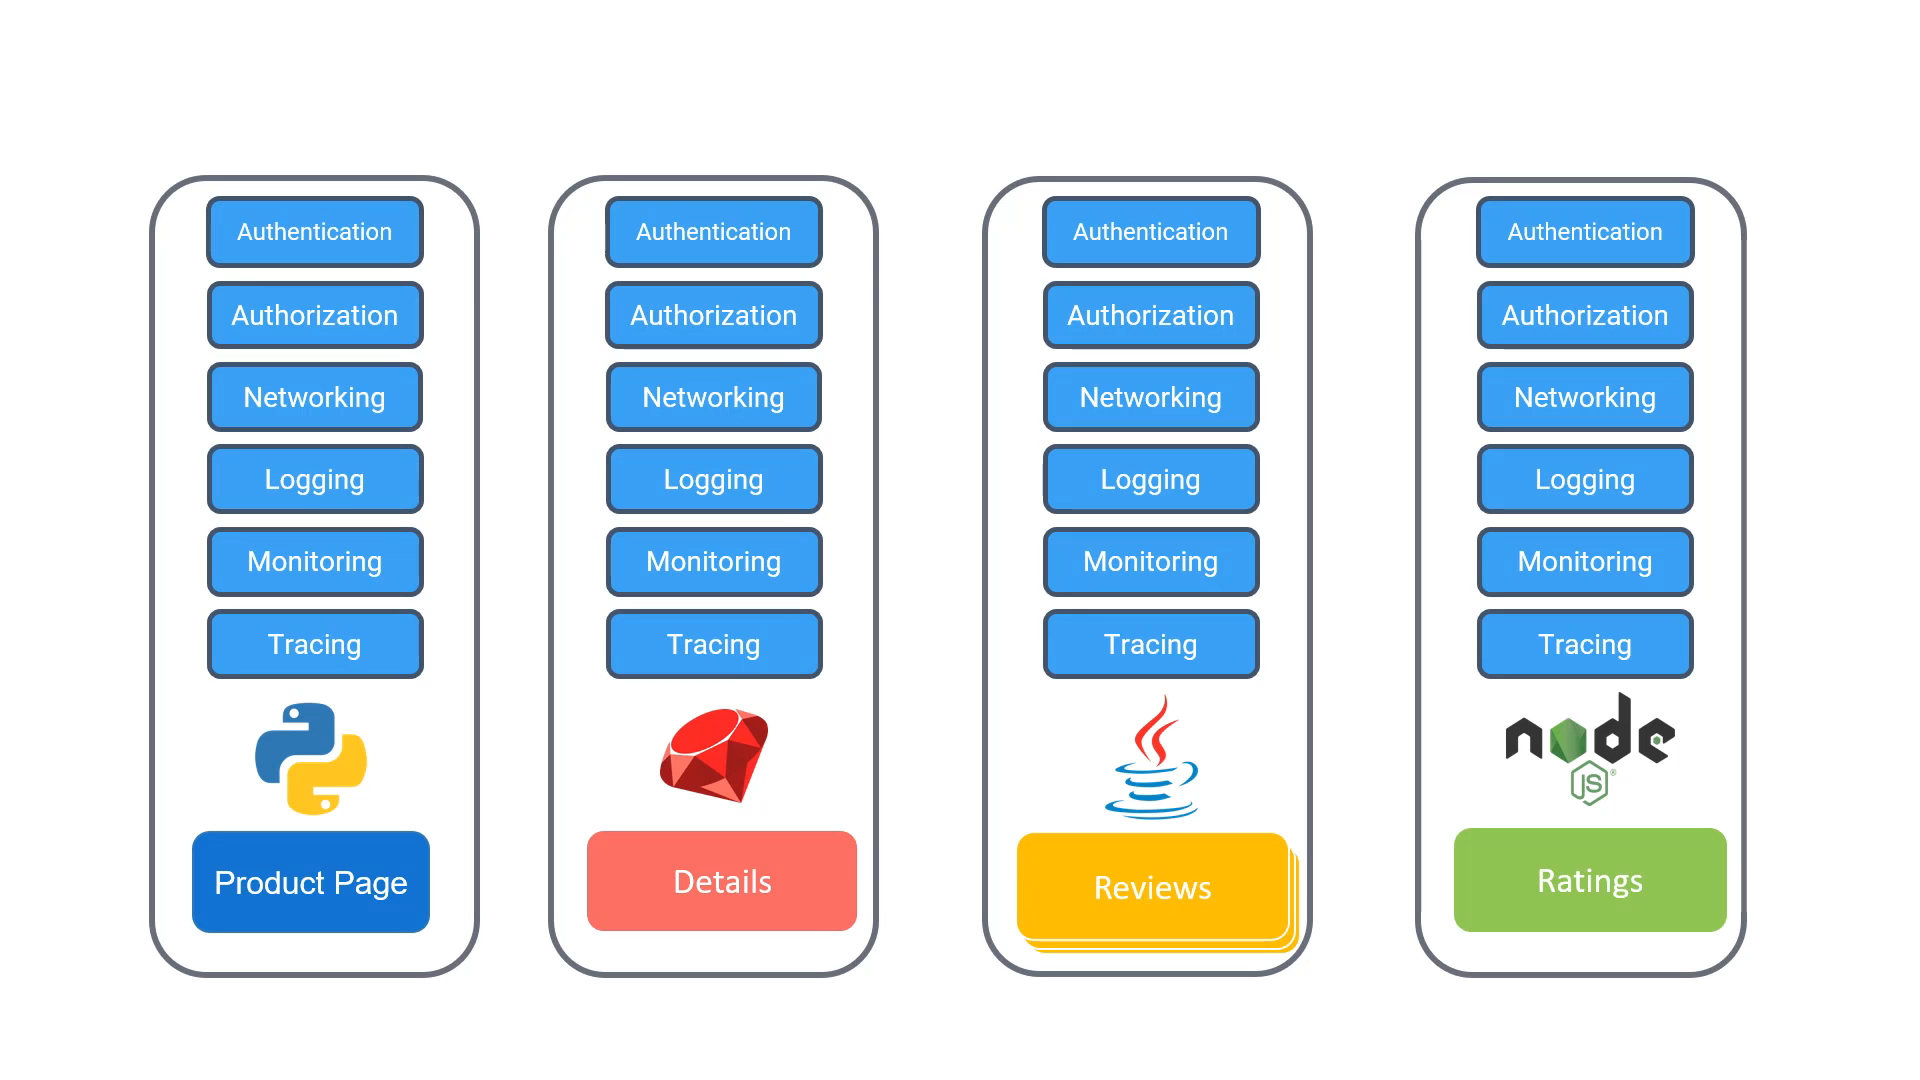 Authentication
Authorization
Networking
Logging
Monitoring
Tracing
Product Page
Authentication
Authorization
Networking
Logging
Monitoring
Tracing
Details
Authentication
Authorization
Networking
Logging
Monitoring
Tracing
Reviews
Authentication
Authorization
Networking
Logging
Monitoring
Tracing
node
JS®
Ratings